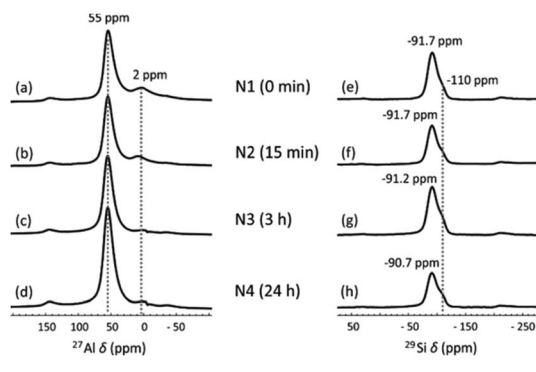 55 ppm
2 ppm
(a)
(b)
(c)
(d)
150 100 50 0 - 50
²⁷Al δ (ppm)
N1 (0 min)
N2 (15 min)
N3 (3 h)
N4 (24 h)
-91.7 ppm
-110 ppm
(e)
-91.7 ppm
(f)
-91.2 ppm
(g)
-90.7 ppm
(h)
50 - 50 - 150 - 250
²⁹Si δ (ppm)